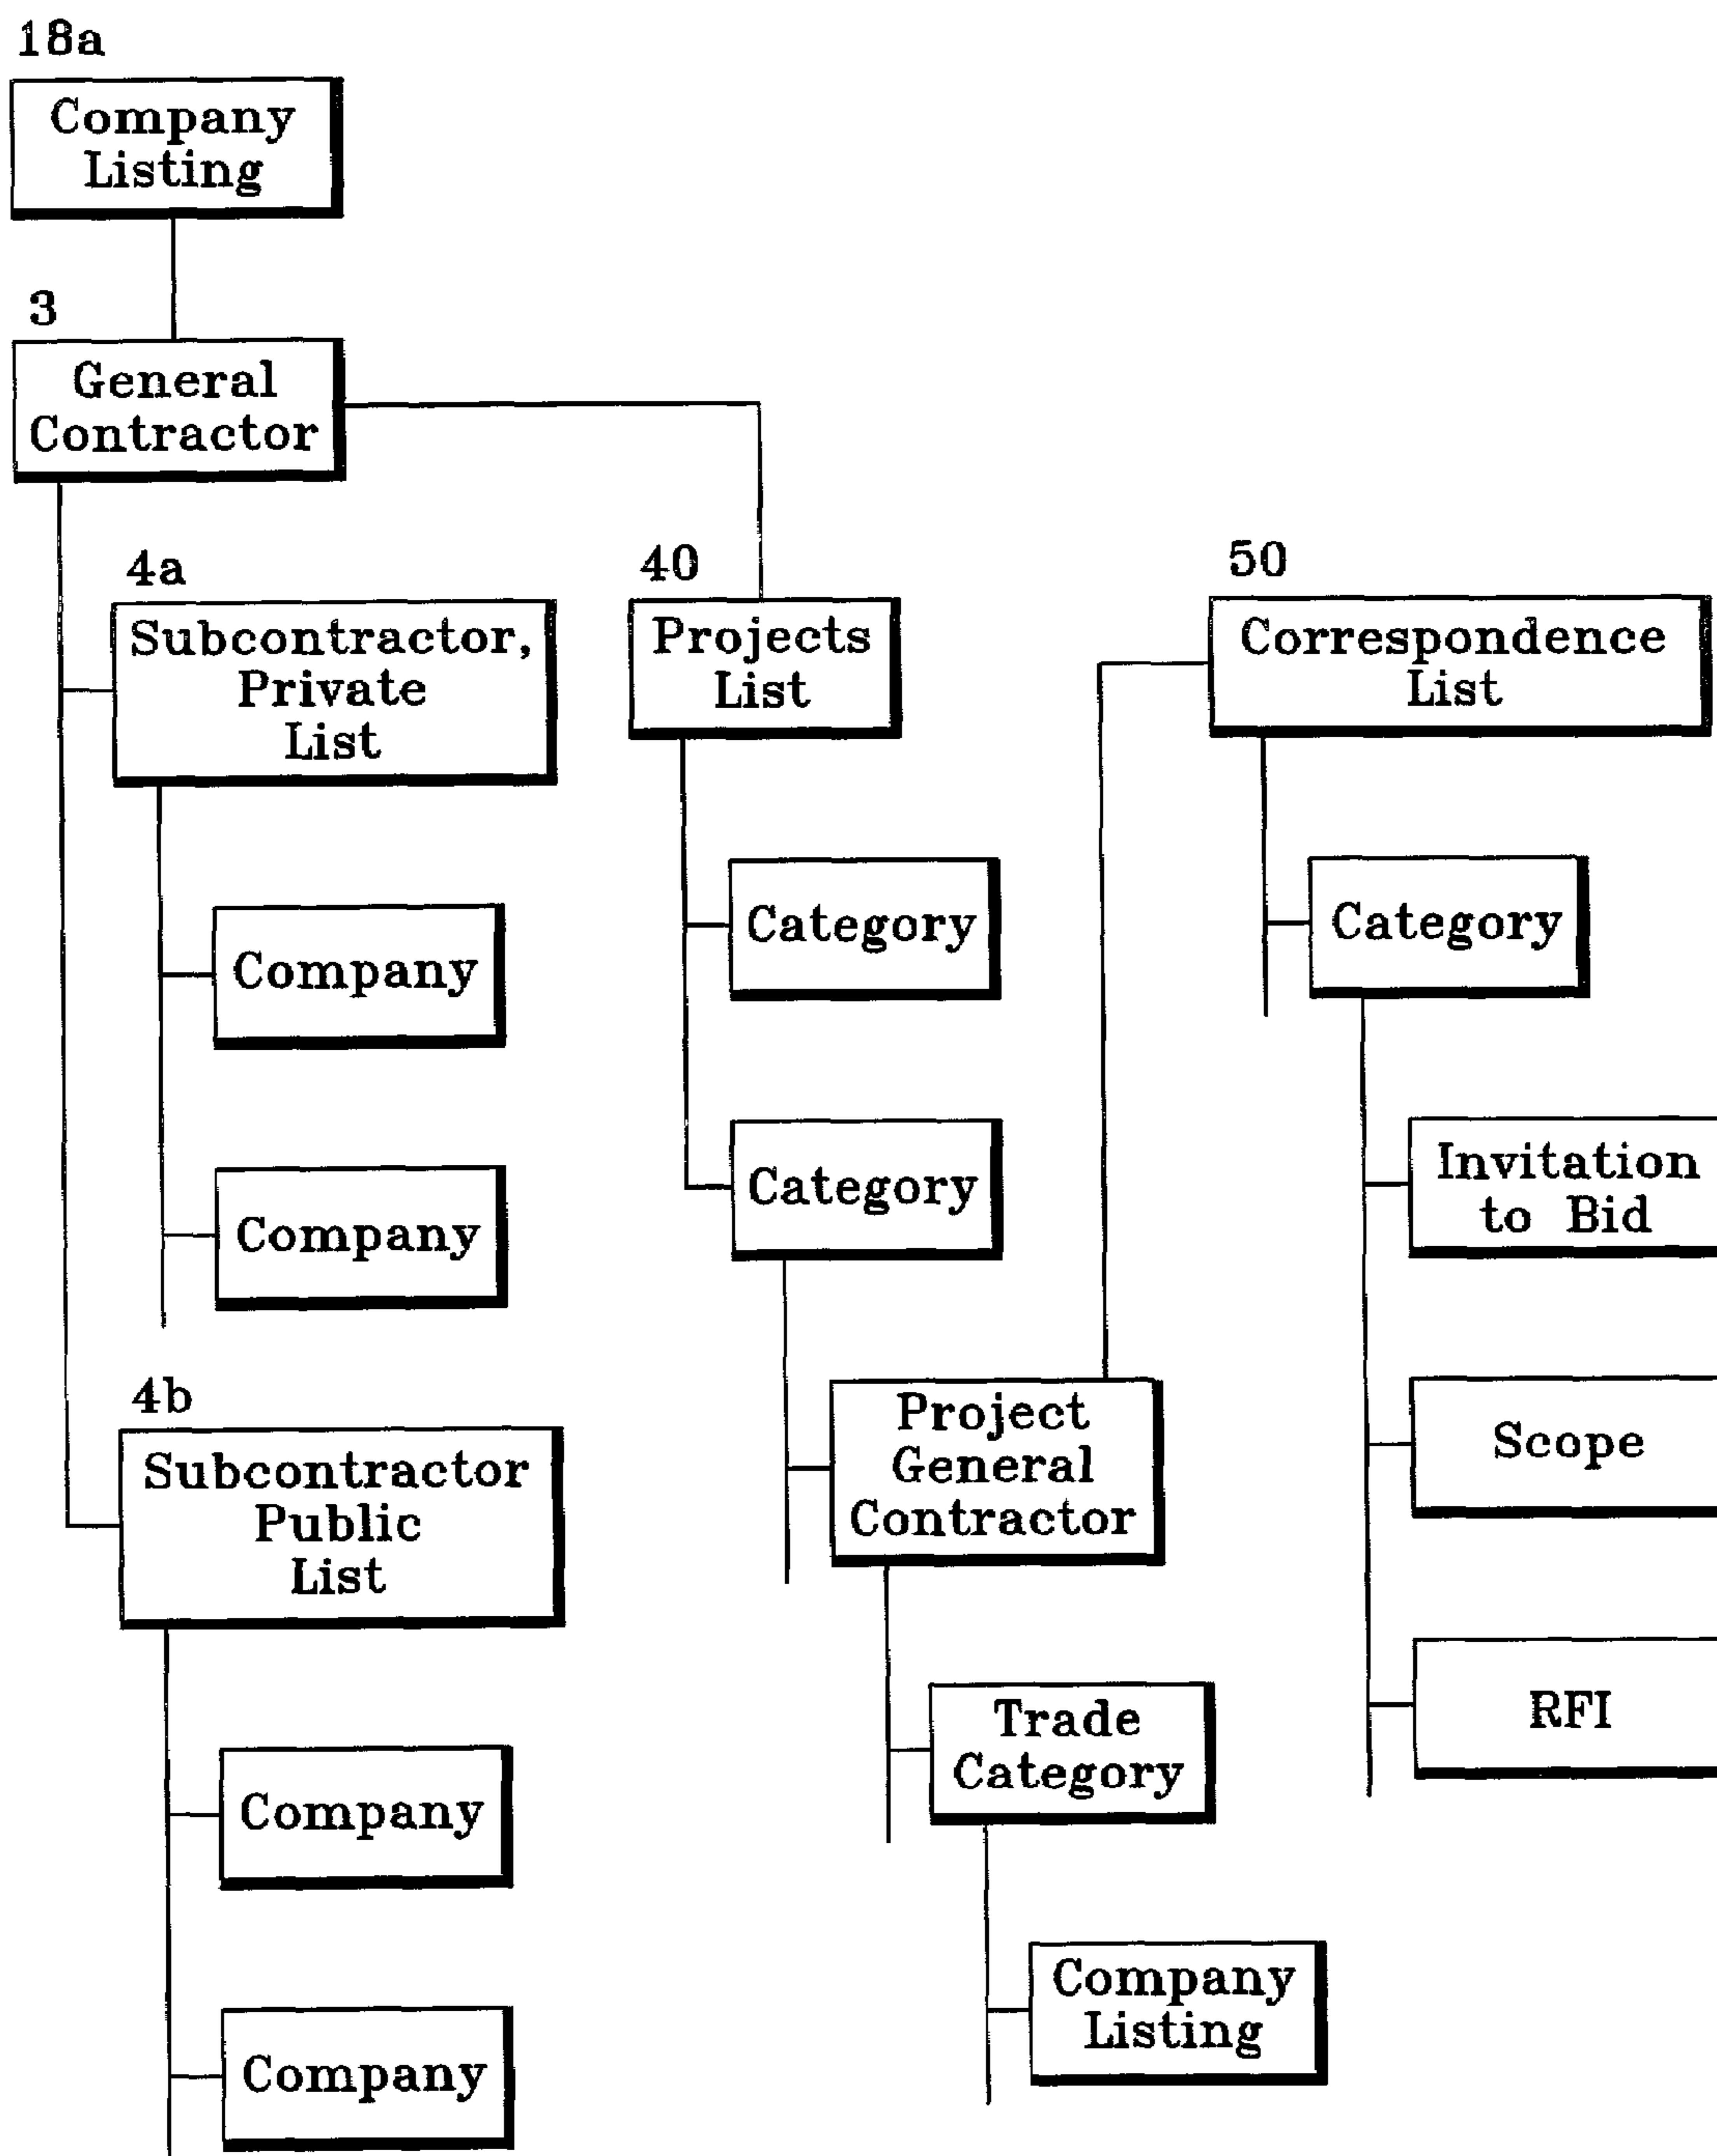 18a
Company
Listing
3
General
Contractor
4a
Subcontractor,
Private
List
Company
Company
4b
Subcontractor
Public
List
Company
Company
40
Projects
List
Category
Category
Project
General
Contractor
Trade
Category
Company
Listing
50
Correspondence
List
Category
Invitation
to Bid
Scope
RFI